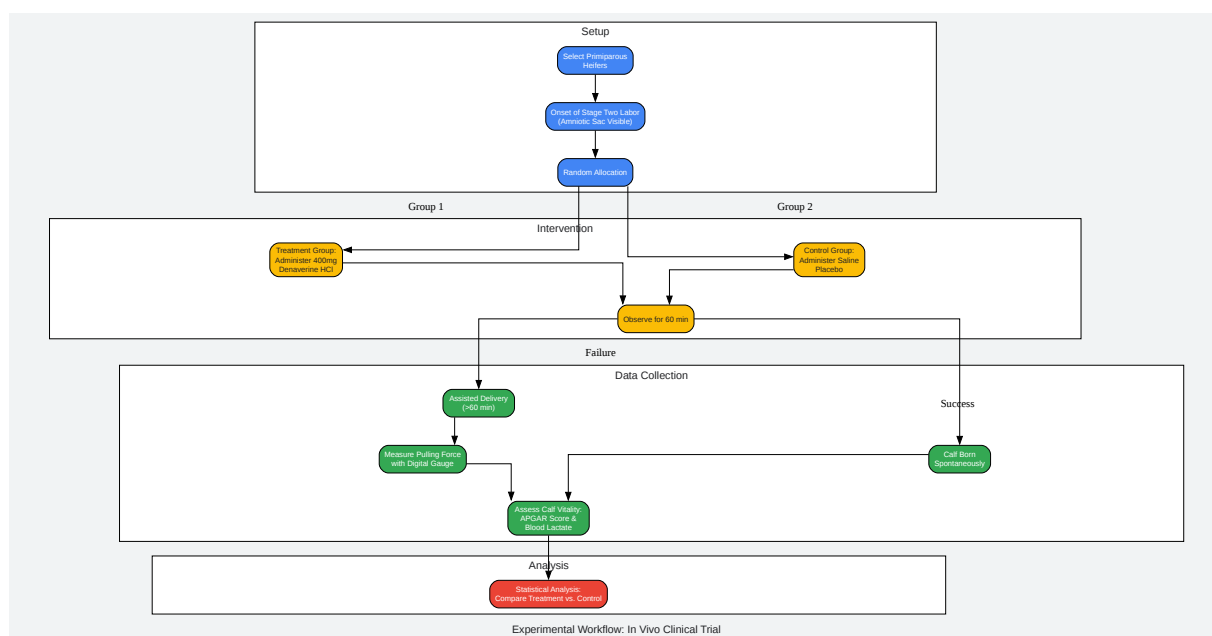 Setup
Select Primiparous
Heifers
Onset of Stage Two Labor
(Amniotic Sac Visible)
Random Allocation
Group 1
Group 2
Intervention
Treatment Group:
Administer 400mg
Denaverine HCl
Control Group:
Administer Saline
Placebo
Observe for 60 min
Failure
Data Collection
Assisted Delivery
(>60 min)
Success
Measure Pulling Force
with Digital Gauge
Calf Born
Spontaneously
Assess Calf Vitality:
APGAR Score &
Blood Lactate
Analysis
Statistical Analysis:
Compare Treatment vs. Control
Experimental Workflow: In Vivo Clinical Trial